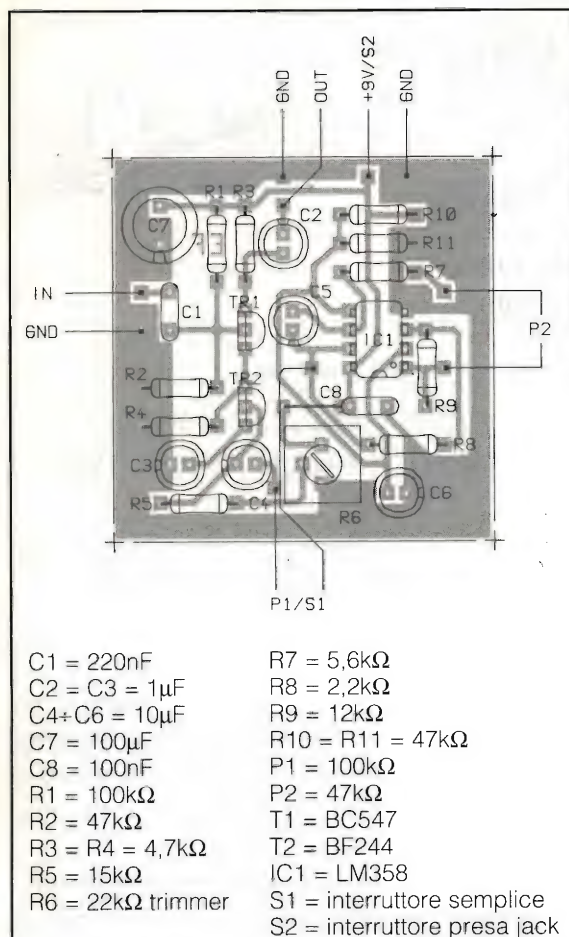 GND
OUT
+9V/S2
GND
R1 R3
C2
R10
C7
R11
R7
IN
C1
TR1
C5
IC1
P2
GND
R2
TR2
C8
R9
R4
R8
C3
C6
R5
C4
R6
P1/S1
C1 = 220nF
C2 = C3 = 1µF
C4÷C6 = 10µF
C7 = 100µF
C8 = 100nF
R1 = 100kΩ
R2 = 47kΩ
R3 = R4 = 4,7kΩ
R5 = 15kΩ
R6 = 22kΩ trimmer
R7 = 5,6kΩ
R8 = 2,2kΩ
R9 = 12kΩ
R10 = R11 = 47kΩ
P1 = 100kΩ
P2 = 47kΩ
T1 = BC547
T2 = BF244
IC1 = LM358
S1 = interruttore semplice
S2 = interruttore presa jack